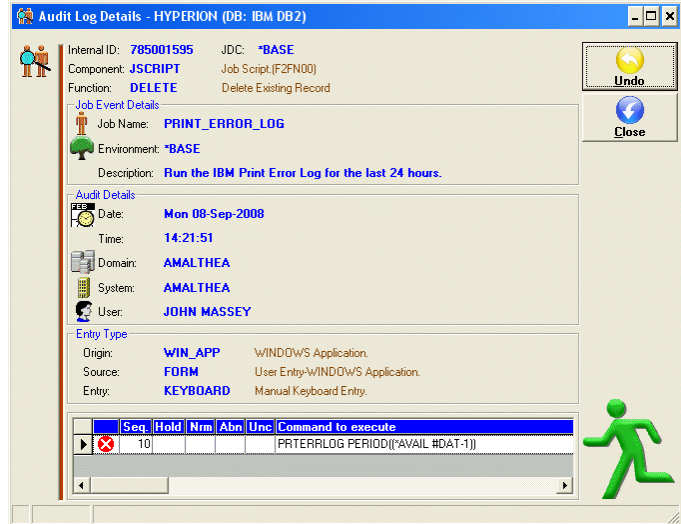 Audit Log Details - HYPERION (DB: IBM DB2)
Internal ID: 785001595 JDC: *BASE
Component: JSCRIPT Job Script.(F2FN00)
Function: DELETE Delete Existing Record
Undo
Close
Job Event Details
Job Name: PRINT_ERROR_LOG
Environment: *BASE
Description: Run the IBM Print Error Log for the last 24 hours.
Audit Details
FEB
Date: Mon 08-Sep-2008
Time: 14:21:51
Domain: AMALTHEA
System: AMALTHEA
User: JOHN MASSEY
Entry Type
Origin: WIN_APP WINDOWS Application.
Source: FORM User Entry-WINDOWS Application.
Entry: KEYBOARD Manual Keyboard Entry.
Seq. Hold Nrm Abn Unc Command to execute
10 PRTERRLOG PERIOD((*AVAIL #DAT-1))